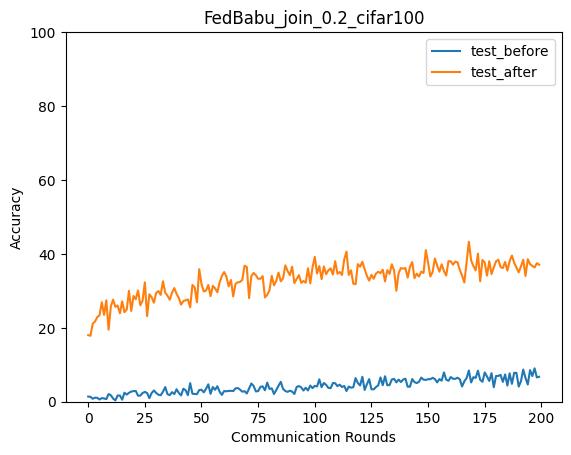 FedBabu_join_0.2_cifar100
test_before
test_after
Accuracy
100
80
60
40
20
0
0 25 50 75 100 125 150 175 200
Communication Rounds